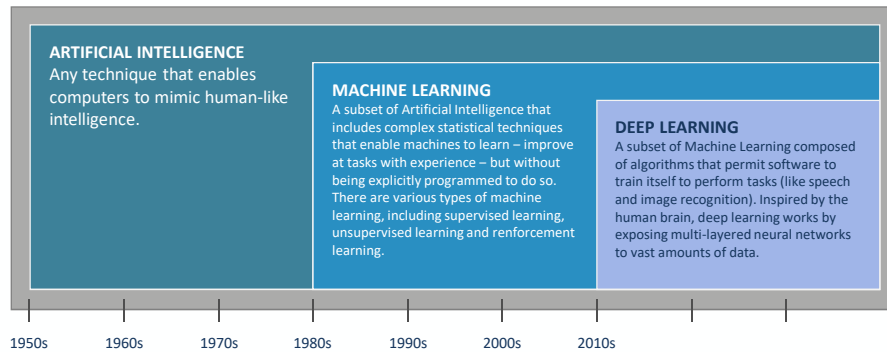 ARTIFICIAL INTELLIGENCE
Any technique that enables
computers to mimic human-like
intelligence.
MACHINE LEARNING
A subset of Artificial Intelligence that
includes complex statistical techniques
that enable machines to learn – improve
at tasks with experience – but without
being explicitly programmed to do so.
There are various types of machine
learning, including supervised learning,
unsupervised learning and renforcement
learning.
DEEP LEARNING
A subset of Machine Learning composed
of algorithms that permit software to
train itself to perform tasks (like speech
and image recognition). Inspired by the
human brain, deep learning works by
exposing multi-layered neural networks
to vast amounts of data.
1950s 1960s 1970s 1980s 1990s 2000s 2010s